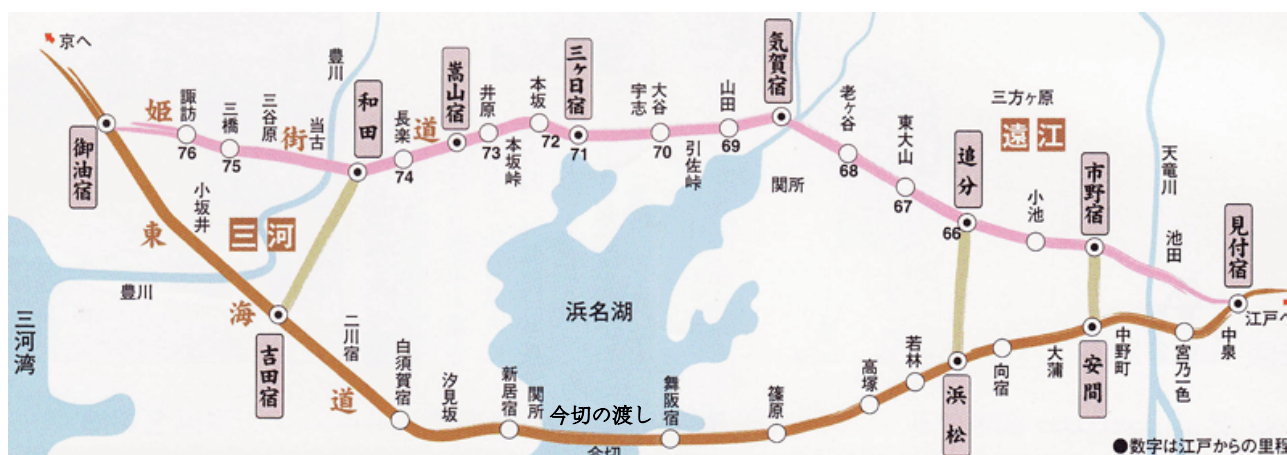 京へ
御油宿
姫街道
諏訪
76
三橋
75
三谷原
当古
豊川
和田
長楽
74
嵩山宿
井原
73
本坂峠
本坂
72
三ヶ日宿
71
宇志
大谷
70
山田
69
引佐峠
気賀宿
関所
老ヶ谷
68
東大山
67
三方ヶ原
遠江
追分
66
小池
市野宿
天竜川
池田
見付宿
江戸へ
東海道
小坂井
三河
豊川
三河湾
吉田宿
二川宿
白須賀宿
汐見坂
新居宿
関所
今切の渡し
浜名湖
舞阪宿
篠原
高塚
若林
浜松
向宿
大蒲
安間
中野町
宮乃一色
中泉
●数字は江戸からの里程